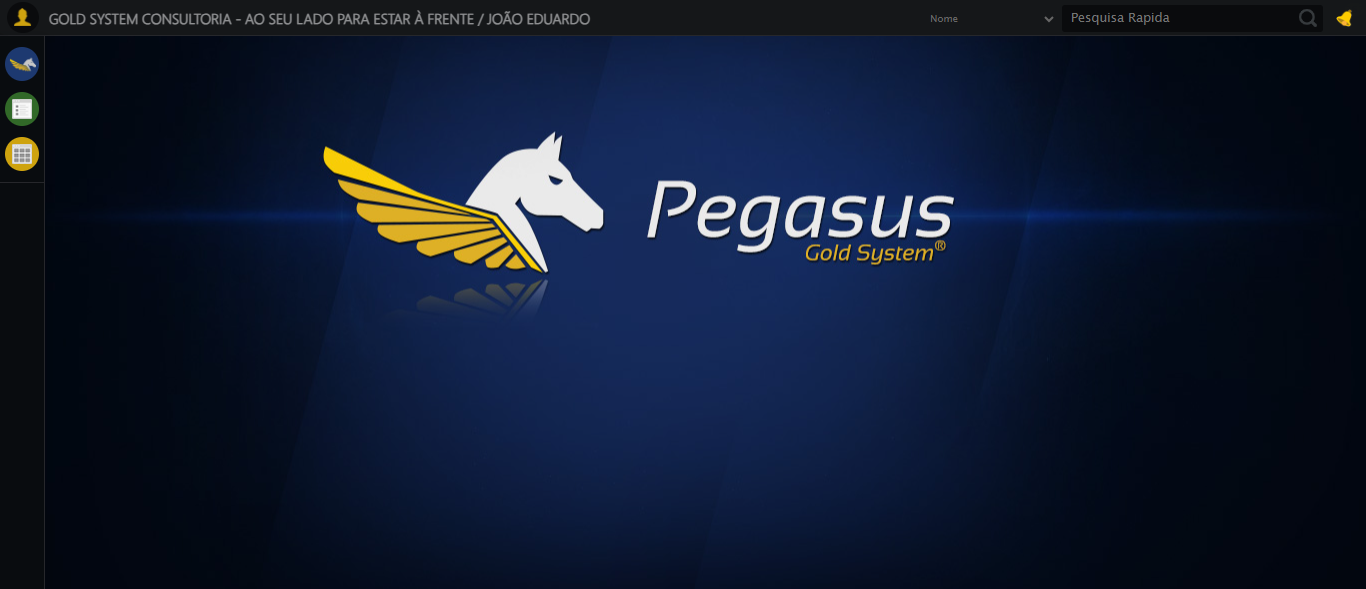 GOLD SYSTEM CONSULTORIA - AO SEU LADO PARA ESTAR À FRENTE / JOÃO EDUARDO
Nome
Pesquisa Rapida
Pegasus
Gold System®